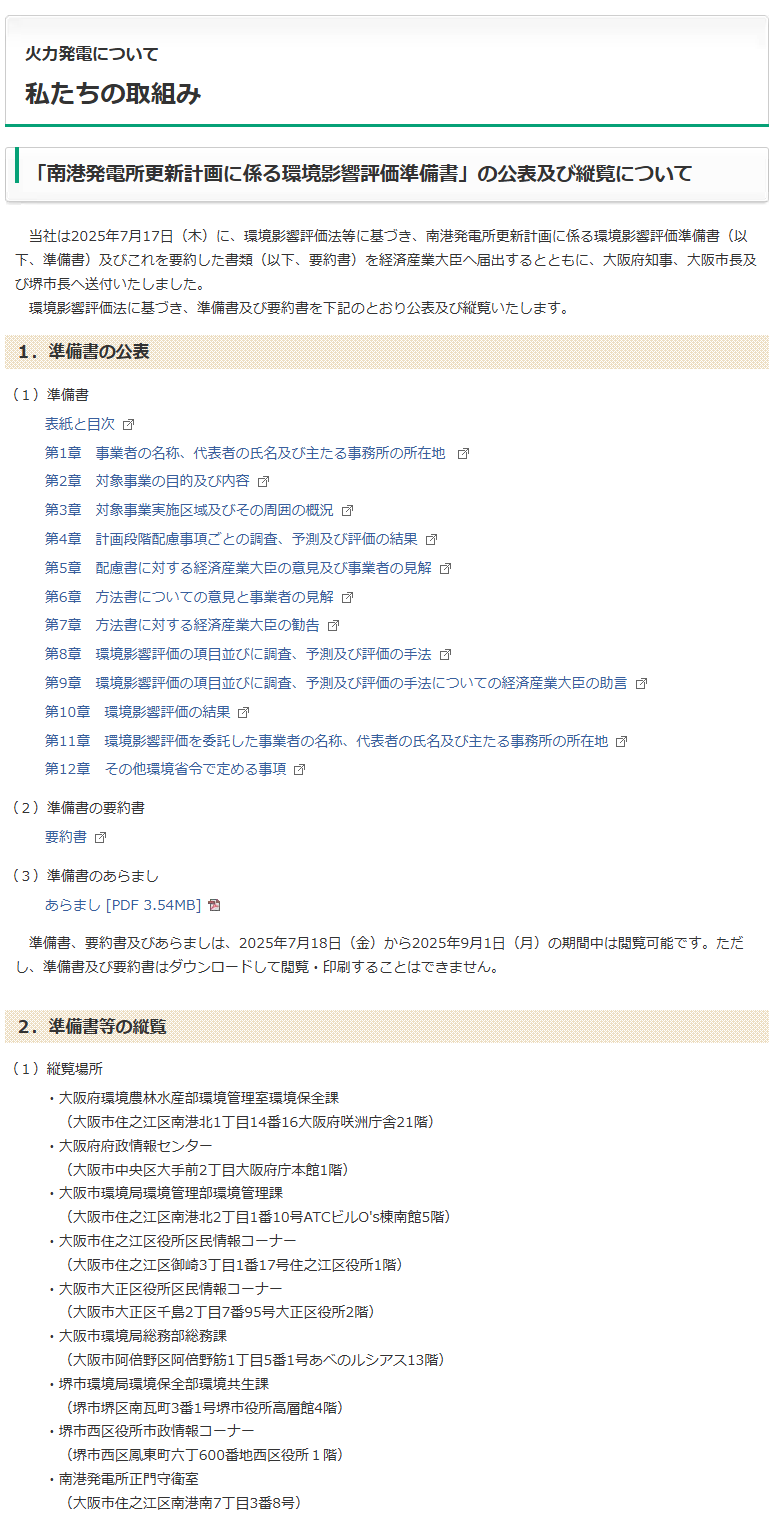 火力発電について
私たちの取組み
「南港発電所更新計画に係る環境影響評価準備書」の公表及び縦覧について
　当社は2025年7月17日（木）に、環境影響評価法等に基づき、南港発電所更新計画に係る環境影響評価準備書（以
下、準備書）及びこれを要約した書類（以下、要約書）を経済産業大臣へ届出するとともに、大阪府知事、大阪市長及
び堺市長へ送付いたしました。
　環境影響評価法に基づき、準備書及び要約書を下記のとおり公表及び縦覧いたします。
１．準備書の公表
（１）準備書
表紙と目次
第1章　事業者の名称、代表者の氏名及び主たる事務所の所在地
第2章　対象事業の目的及び内容
第3章　対象事業実施区域及びその周囲の概況
第4章　計画段階配慮事項ごとの調査、予測及び評価の結果
第5章　配慮書に対する経済産業大臣の意見及び事業者の見解
第6章　方法書についての意見と事業者の見解
第7章　方法書に対する経済産業大臣の勧告
第8章　環境影響評価の項目並びに調査、予測及び評価の手法
第9章　環境影響評価の項目並びに調査、予測及び評価の手法についての経済産業大臣の助言
第10章　環境影響評価の結果
第11章　環境影響評価を委託した事業者の名称、代表者の氏名及び主たる事務所の所在地
第12章　その他環境省令で定める事項
（２）準備書の要約書
要約書
（３）準備書のあらまし
あらまし [PDF 3.54MB]
　準備書、要約書及びあらましは、2025年7月18日（金）から2025年9月1日（月）の期間中は閲覧可能です。ただ
し、準備書及び要約書はダウンロードして閲覧・印刷することはできません。
２．準備書等の縦覧
（１）縦覧場所
・大阪府環境農林水産部環境管理室環境保全課
（大阪市住之江区南港北1丁目14番16大阪府咲洲庁舎21階）
・大阪府府政情報センター
（大阪市中央区大手前2丁目大阪府庁本館1階）
・大阪市環境局環境管理部環境管理課
（大阪市住之江区南港北2丁目1番10号ATCビルO's棟南館5階）
・大阪市住之江区役所区民情報コーナー
（大阪市住之江区御崎3丁目1番17号住之江区役所1階）
・大阪市大正区役所区民情報コーナー
（大阪市大正区千島2丁目7番95号大正区役所2階）
・大阪市環境局総務部総務課
（大阪市阿倍野区阿倍野筋1丁目5番1号あべのルシアス13階）
・堺市環境局環境保全部環境共生課
（堺市堺区南瓦町3番1号堺市役所高層館4階）
・堺市西区役所市政情報コーナー
（堺市西区鳳東町六丁600番地西区役所１階）
・南港発電所正門守衛室
（大阪市住之江区南港南7丁目3番8号）